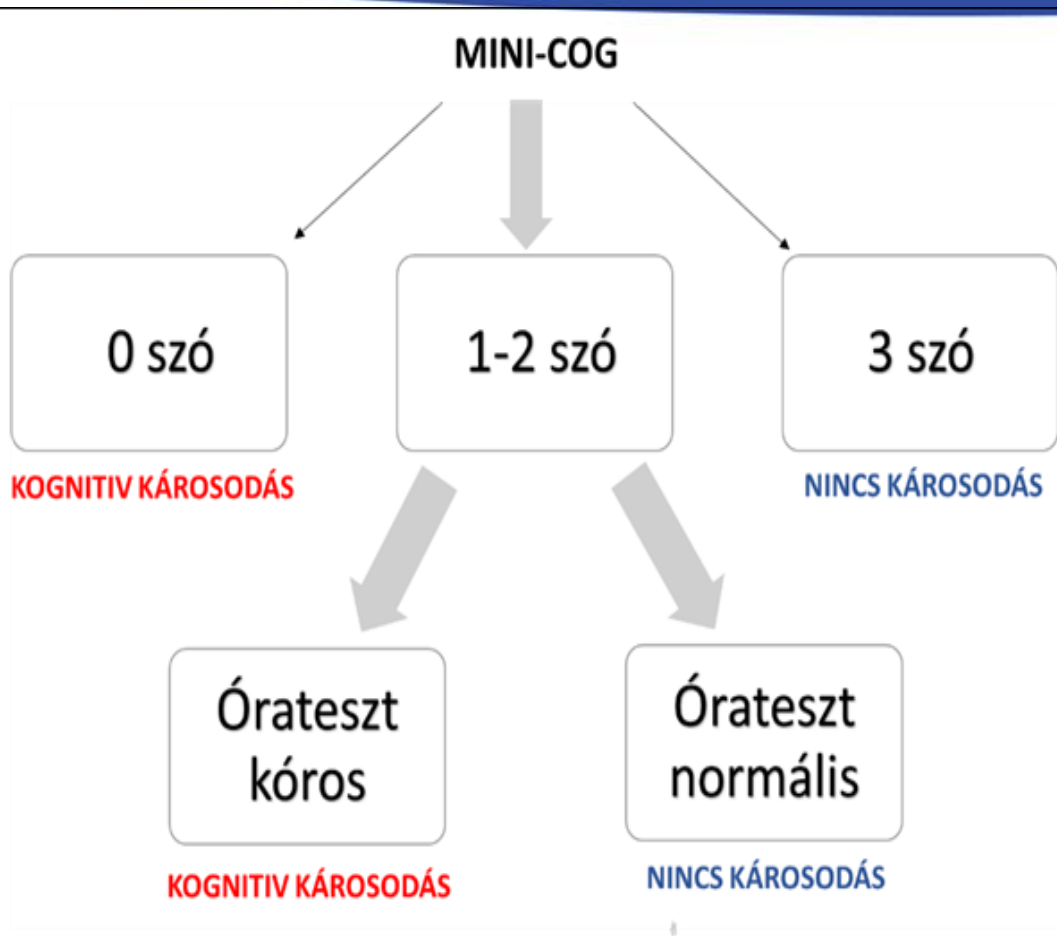 MINI-COG
0 szó
1-2 szó
3 szó
KOGNITIV KÁROSODÁS
NINCS KÁROSODÁS
Órateszt
kóros
Órateszt
normális
KOGNITIV KÁROSODÁS
NINCS KÁROSODÁS